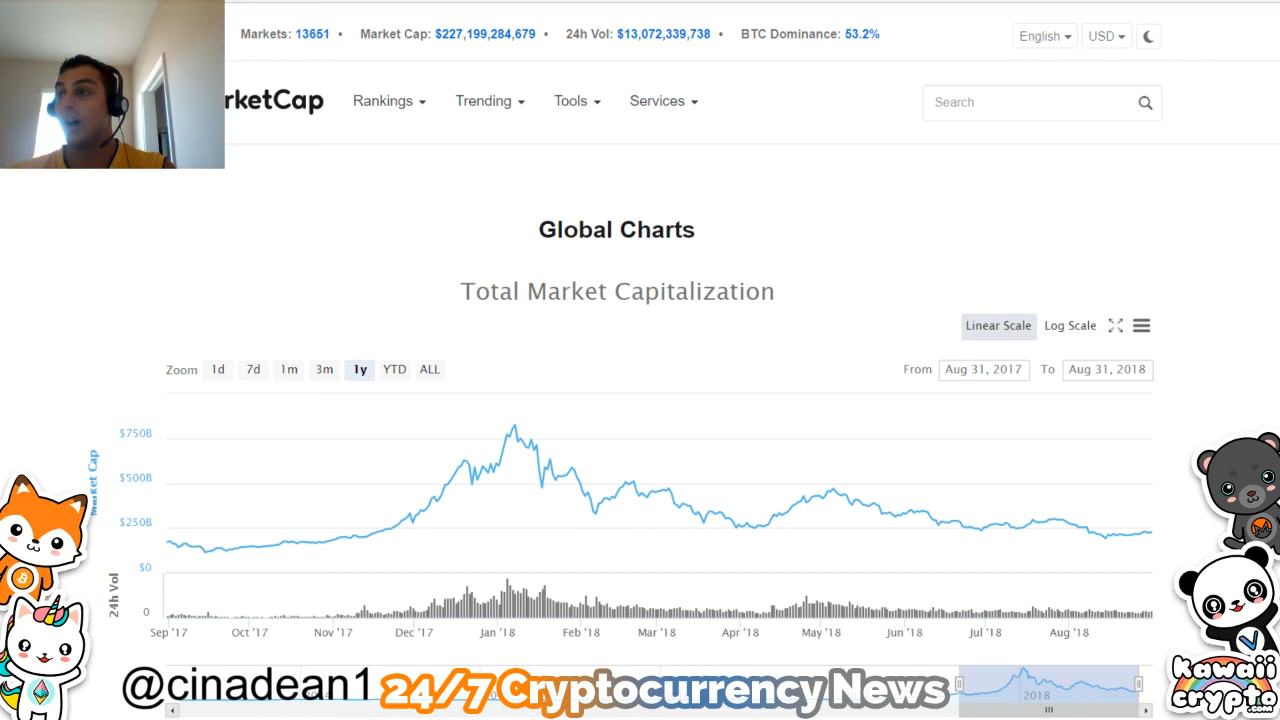 Markets: 13651 • Market Cap: $227,199,284,679 • 24h Vol: $13,072,339,738 • BTC Dominance: 53.2%
English USD
rketCap Rankings Trending Tools Services
Search
Global Charts
Total Market Capitalization
Linear Scale Log Scale
Zoom 1d 7d 1m 3m 1y YTD ALL From Aug 31, 2017 To Aug 31, 2018
$750B
$500B
$250B
$0
Market Cap
24h Vol
0
Sep '17 Oct '17 Nov '17 Dec '17 Jan '18 Feb '18 Mar '18 Apr '18 May '18 Jun '18 Jul '18 Aug '18
2018
@cinadean1 24/7 Cryptocurrency News
kawaii
crypto
.com